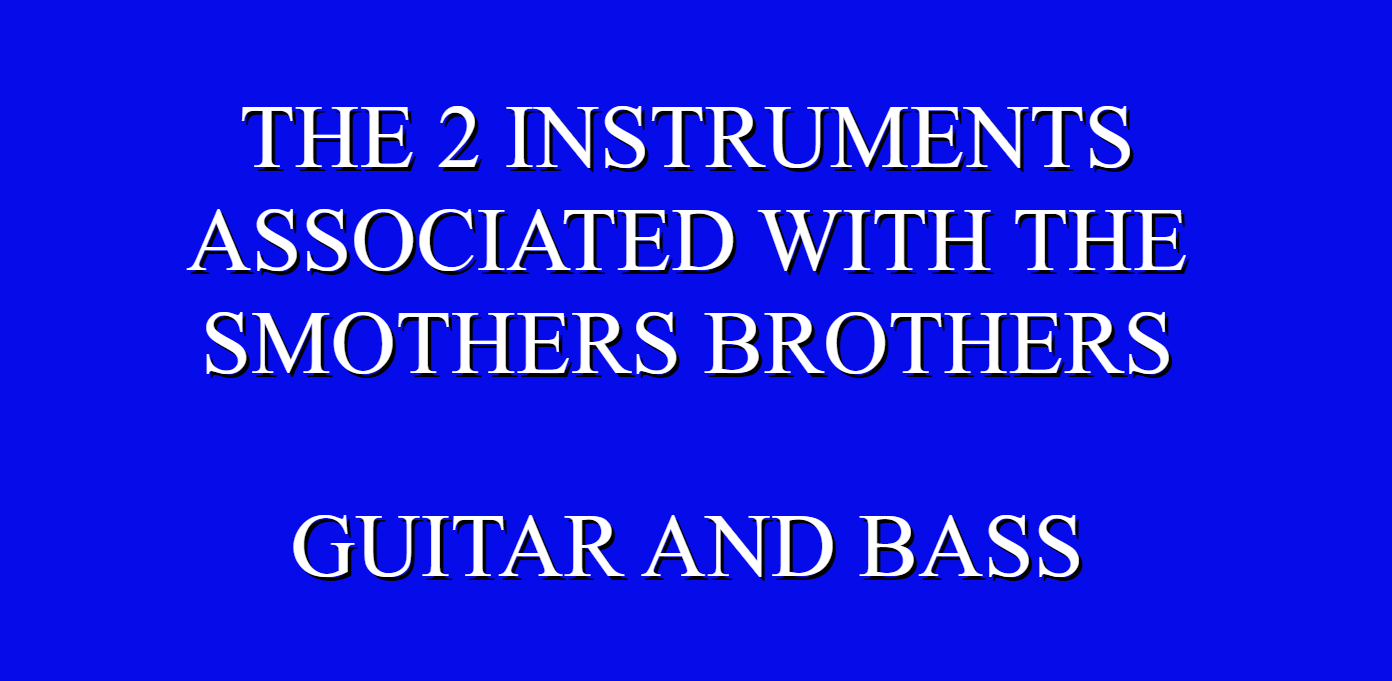 THE 2 INSTRUMENTS
ASSOCIATED WITH THE
SMOTHERS BROTHERS
GUITAR AND BASS